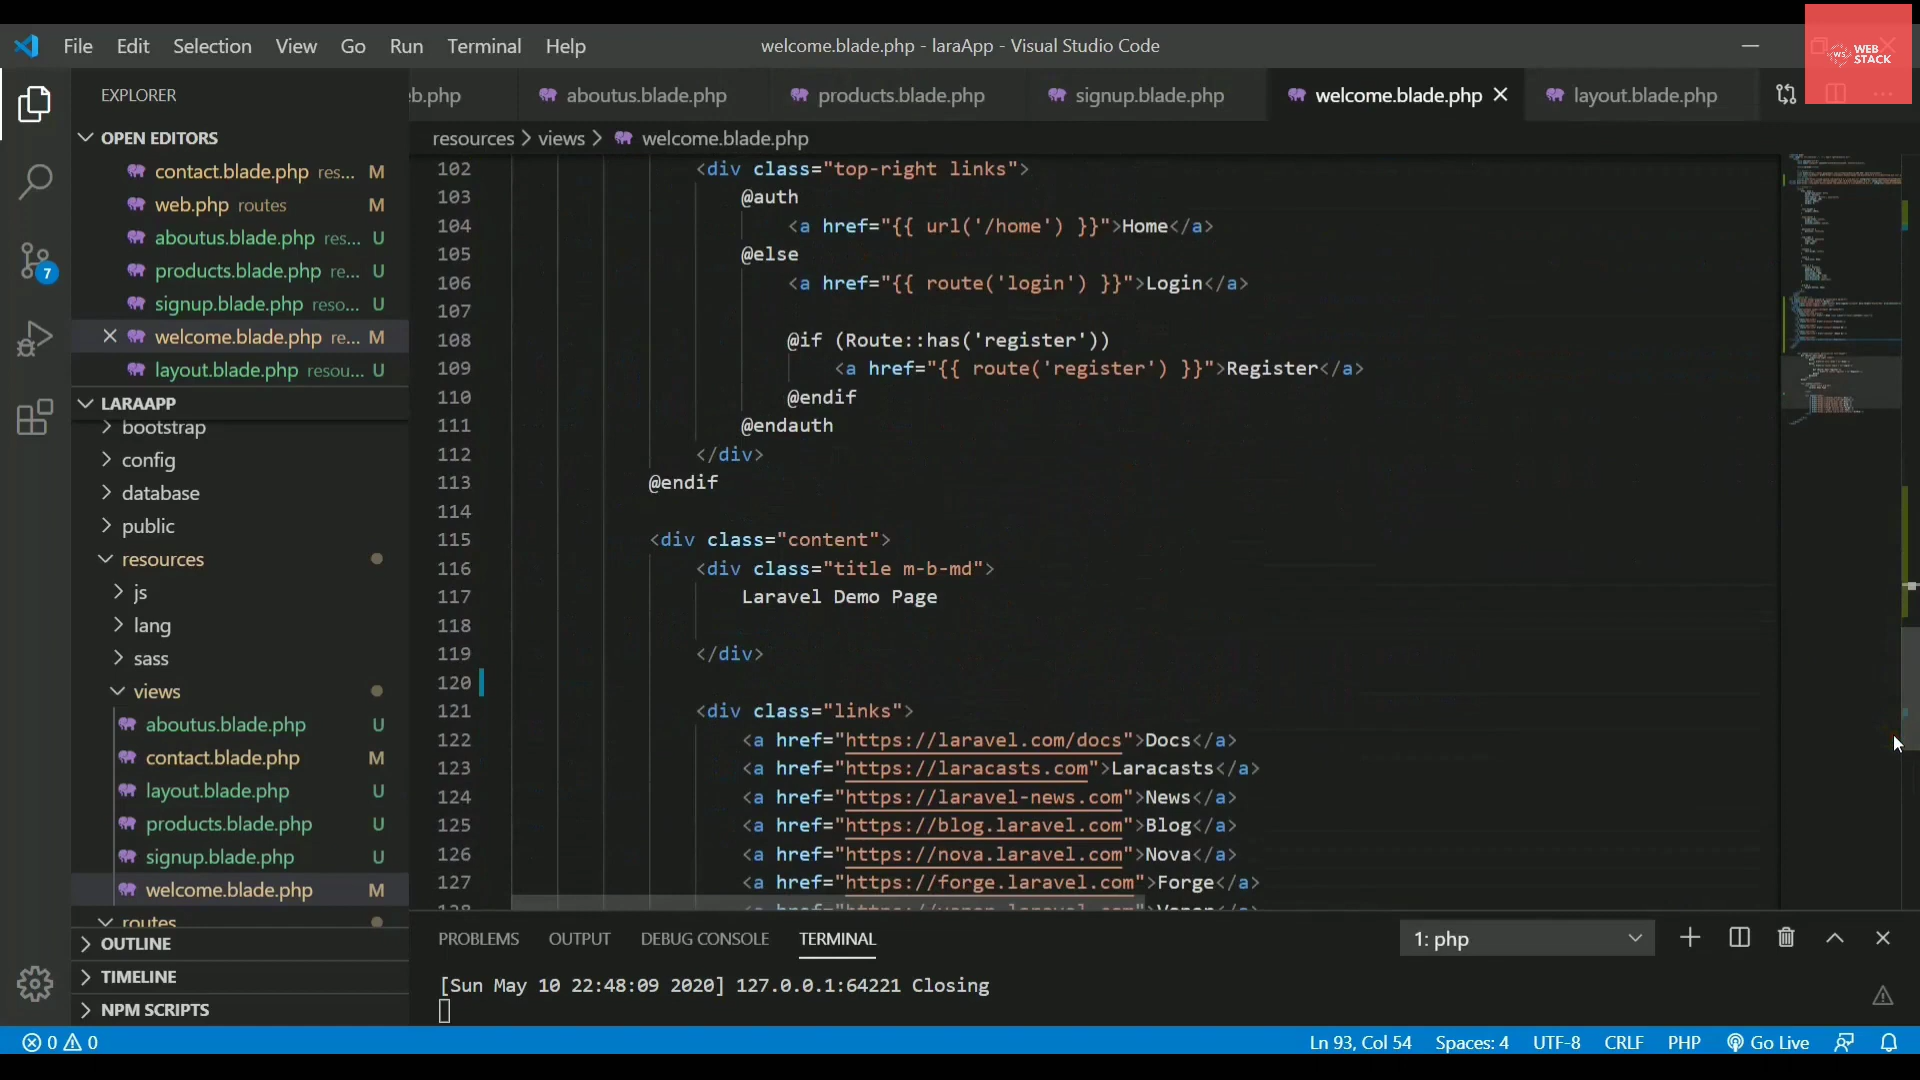 File Edit Selection View Go Run Terminal Help
welcome.blade.php - laraApp - Visual Studio Code
WS WEB STACK
EXPLORER
b.php aboutus.blade.php products.blade.php signup.blade.php welcome.blade.php layout.blade.php
OPEN EDITORS
contact.blade.php res... M
web.php routes M
aboutus.blade.php res... U
products.blade.php re... U
signup.blade.php reso... U
welcome.blade.php re... M
layout.blade.php resou... U
LARAAPP
bootstrap
config
database
public
resources
js
lang
sass
views
aboutus.blade.php U
contact.blade.php M
layout.blade.php U
products.blade.php U
signup.blade.php U
welcome.blade.php M
routes
OUTLINE
TIMELINE
NPM SCRIPTS
7
resources > views > welcome.blade.php
102 <div class="top-right links">
103 @auth
104 <a href="{{ url('/home') }}">Home</a>
105 @else
106 <a href="{{ route('login') }}">Login</a>
107
108 @if (Route::has('register'))
109 <a href="{{ route('register') }}">Register</a>
110 @endif
111 @endauth
112 </div>
113 @endif
114
115 <div class="content">
116 <div class="title m-b-md">
117 Laravel Demo Page
118
119 </div>
120
121 <div class="links">
122 <a href="https://laravel.com/docs">Docs</a>
123 <a href="https://laracasts.com">Laracasts</a>
124 <a href="https://laravel-news.com">News</a>
125 <a href="https://blog.laravel.com">Blog</a>
126 <a href="https://nova.laravel.com">Nova</a>
127 <a href="https://forge.laravel.com">Forge</a>
PROBLEMS OUTPUT DEBUG CONSOLE TERMINAL
1: php
[Sun May 10 22:48:09 2020] 127.0.0.1:64221 Closing
0 0
Ln 93, Col 54 Spaces: 4 UTF-8 CRLF PHP Go Live